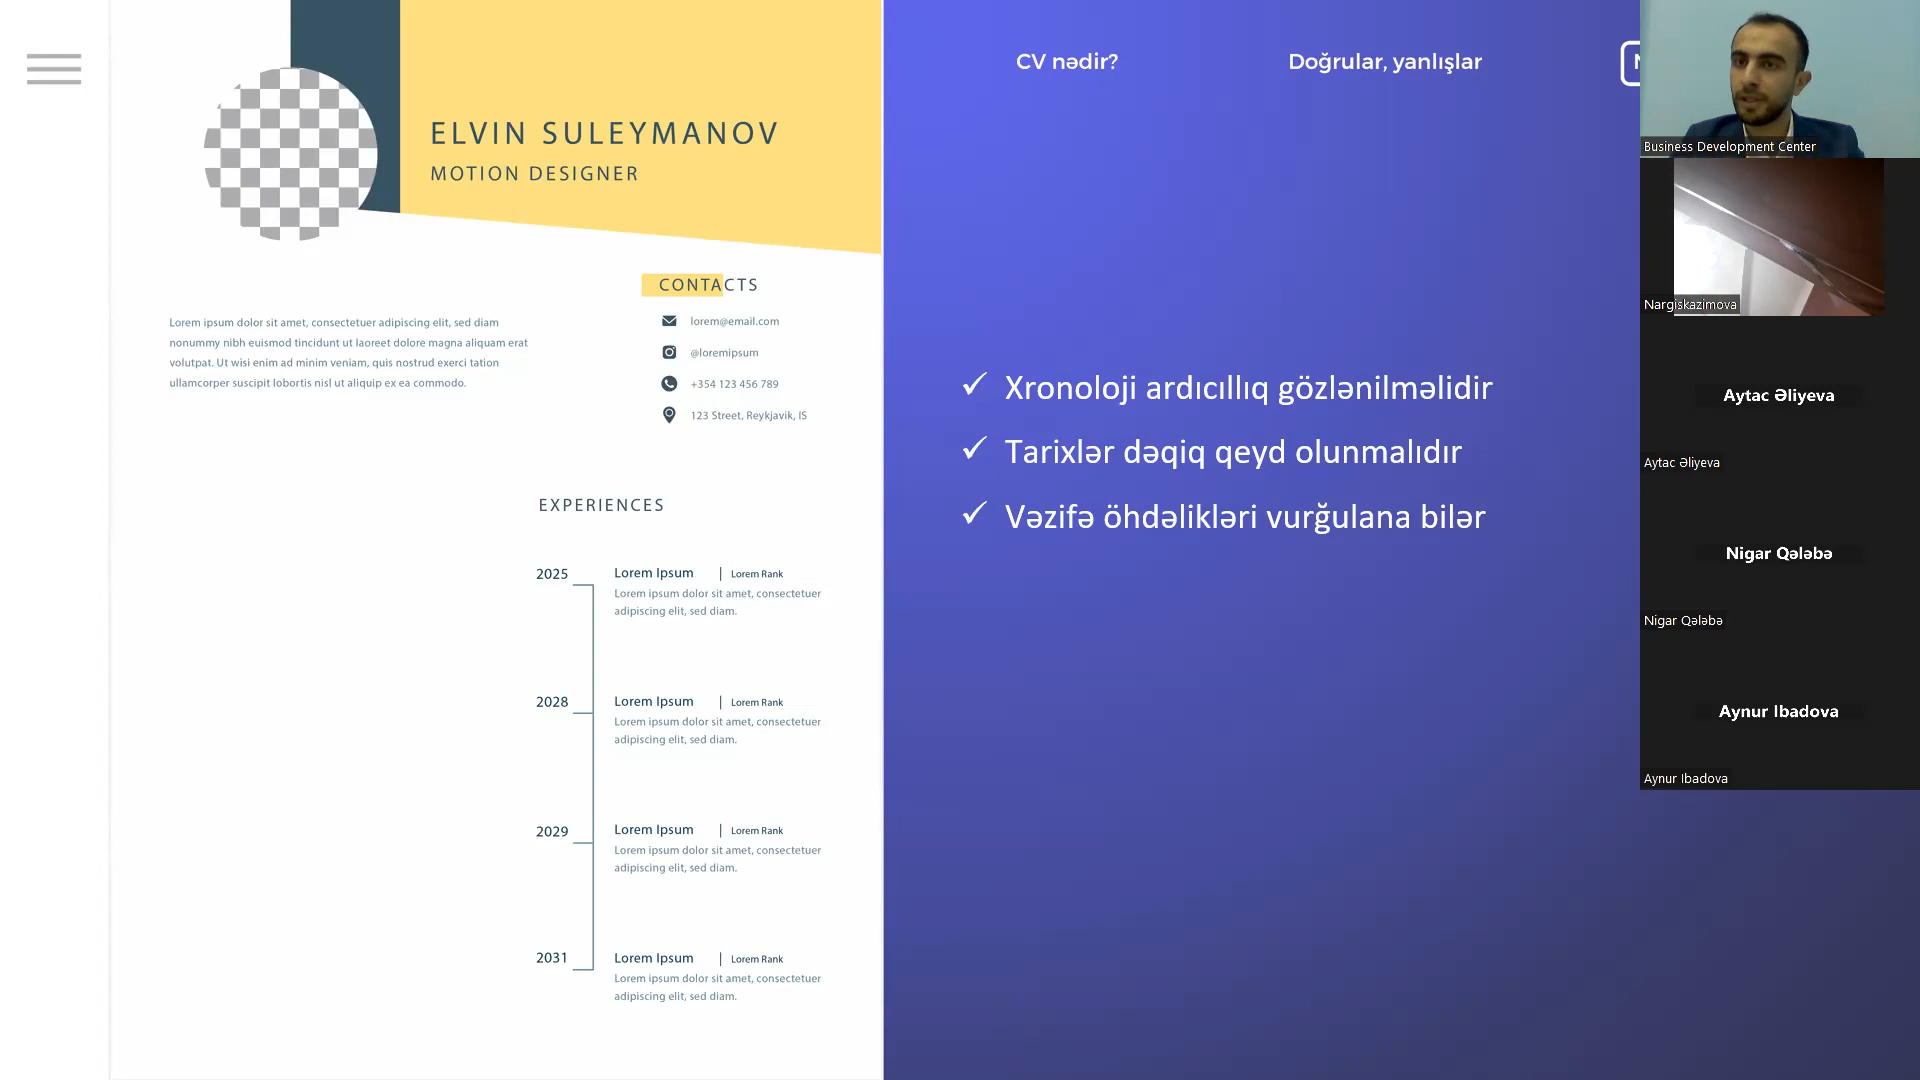 ELVIN SULEYMANOV
MOTION DESIGNER
CONTACTS
Lorem ipsum dolor sit amet, consectetuer adipiscing elit, sed diam
nonummy nibh euismod tincidunt ut laoreet dolore magna aliquam erat
volutpat. Ut wisi enim ad minim veniam, quis nostrud exerci tation
ullamcorper suscipit lobortis nisl ut aliquip ex ea commodo.
lorem@email.com
@loremipsum
+354 123 456 789
123 Street, Reykjavik, IS
EXPERIENCES
2025
Lorem Ipsum | Lorem Rank
Lorem ipsum dolor sit amet, consectetuer
adipiscing elit, sed diam.
2028
Lorem Ipsum | Lorem Rank
Lorem ipsum dolor sit amet, consectetuer
adipiscing elit, sed diam.
2029
Lorem Ipsum | Lorem Rank
Lorem ipsum dolor sit amet, consectetuer
adipiscing elit, sed diam.
2031
Lorem Ipsum | Lorem Rank
Lorem ipsum dolor sit amet, consectetuer
adipiscing elit, sed diam.
CV nədir?
Doğrular, yanlışlar
Xronoloji ardıcıllıq gözlənilməlidir
Tarixlər dəqiq qeyd olunmalıdır
Vəzifə öhdəlikləri vurğulana bilər
Business Development Center
Nargiskazimova
Aytac Əliyeva
Aytac Əliyeva
Nigar Qələbə
Nigar Qələbə
Aynur Ibadova
Aynur Ibadova